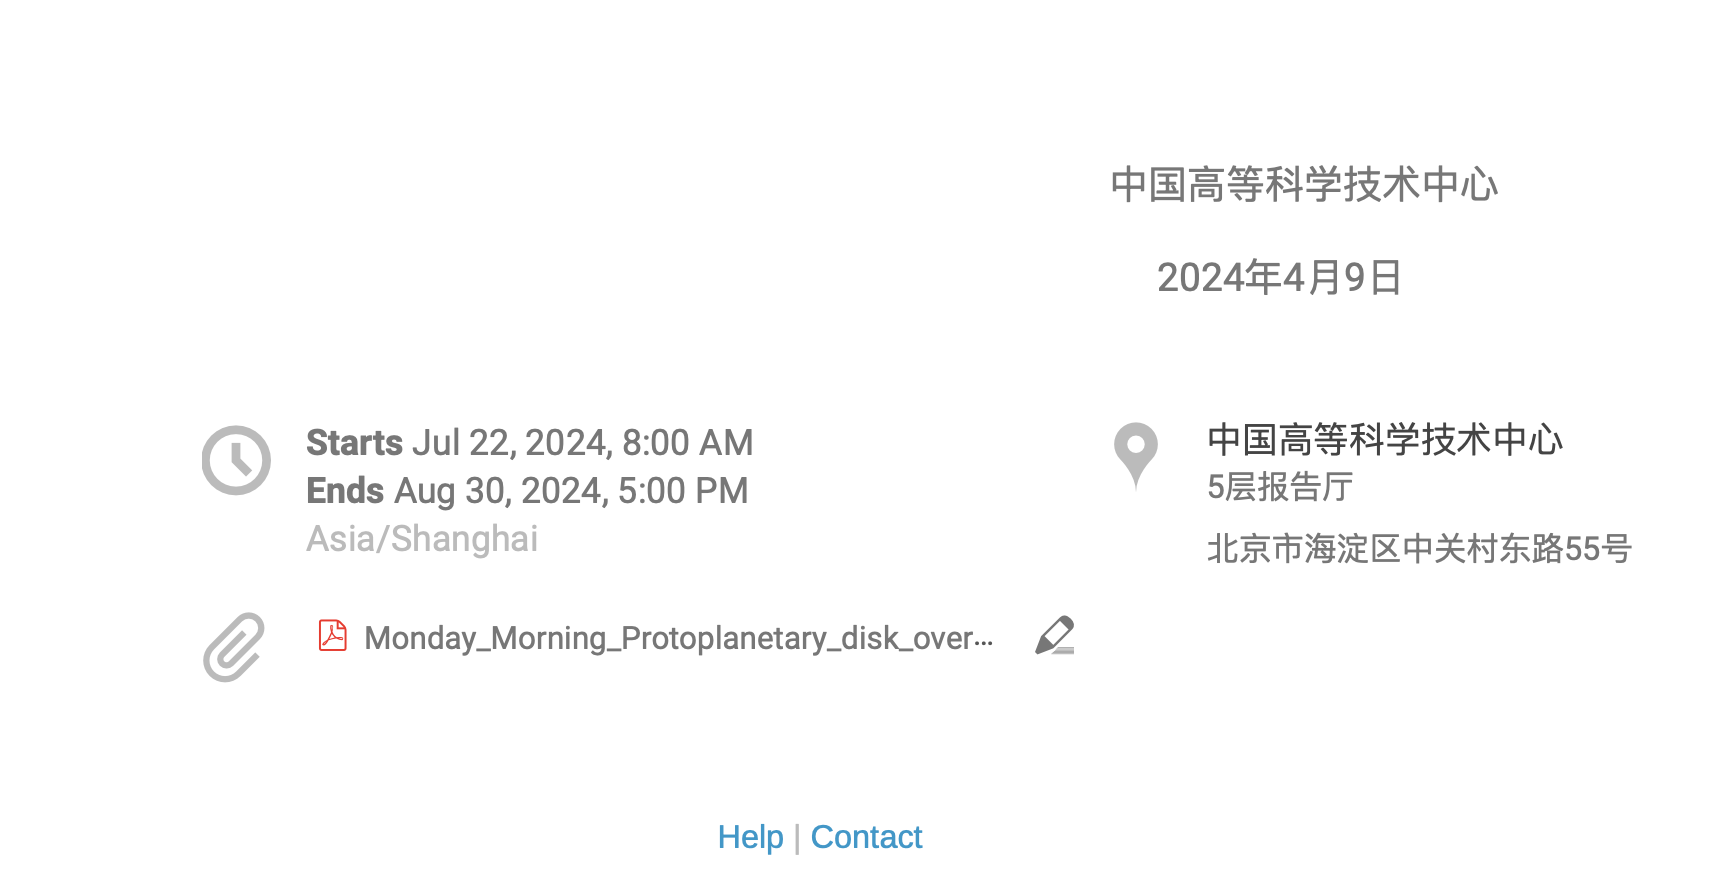 中国高等科学技术中心
2024年4月9日
Starts Jul 22, 2024, 8:00 AM
Ends Aug 30, 2024, 5:00 PM
Asia/Shanghai
中国高等科学技术中心
5层报告厅
北京市海淀区中关村东路55号
Monday_Morning_Protoplanetary_disk_over...
Help | Contact